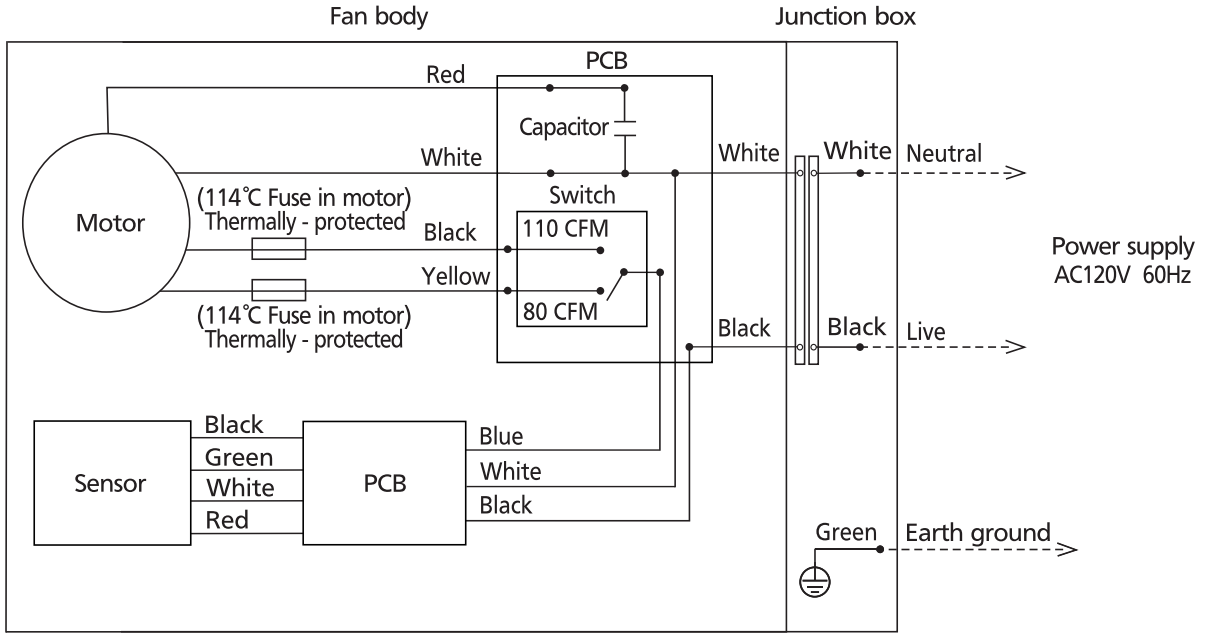 Fan body
Junction box
PCB
Red
Capacitor
White
White
White
Neutral
(114°C Fuse in motor)
Thermally - protected
Switch
Motor
Black
110 CFM
Power supply
AC120V 60Hz
Yellow
80 CFM
(114°C Fuse in motor)
Thermally - protected
Black
Black
Live
Black
Blue
Green
Sensor
PCB
White
White
Red
Black
Green
Earth ground